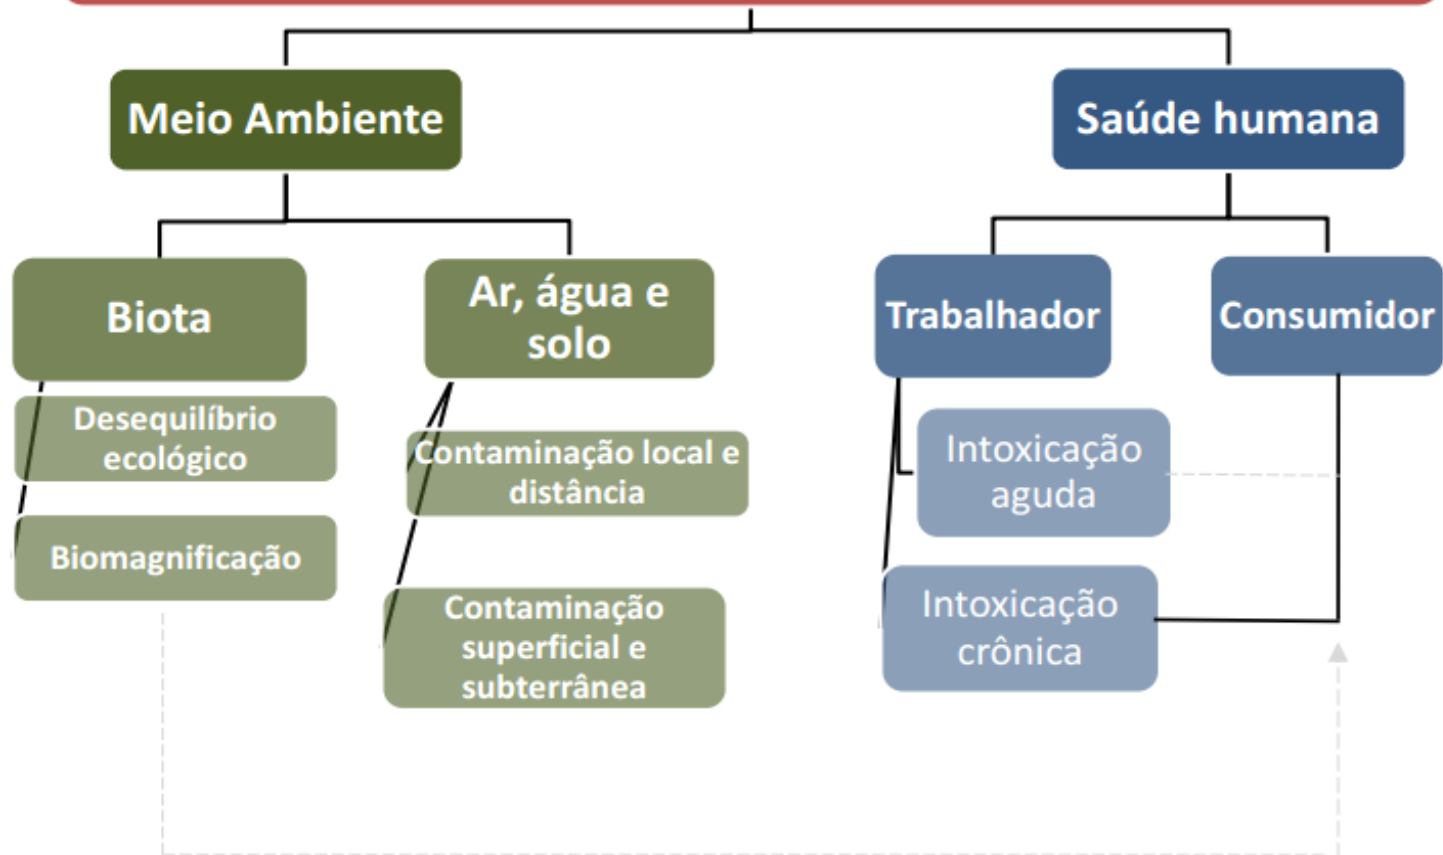 Meio Ambiente
Saúde humana
Biota
Ar, água e
solo
Trabalhador
Consumidor
Desequilíbrio
ecológico
Contaminação local e
distância
Intoxicação
aguda
Biomagnificação
Contaminação
superficial e
subterrânea
Intoxicação
crônica